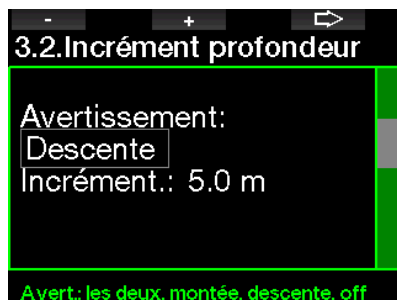 - +
3.2.Incrément profondeur
Avertissement:
Descente
Incrément.: 5.0 m
Avert.: les deux, montée, descente, off